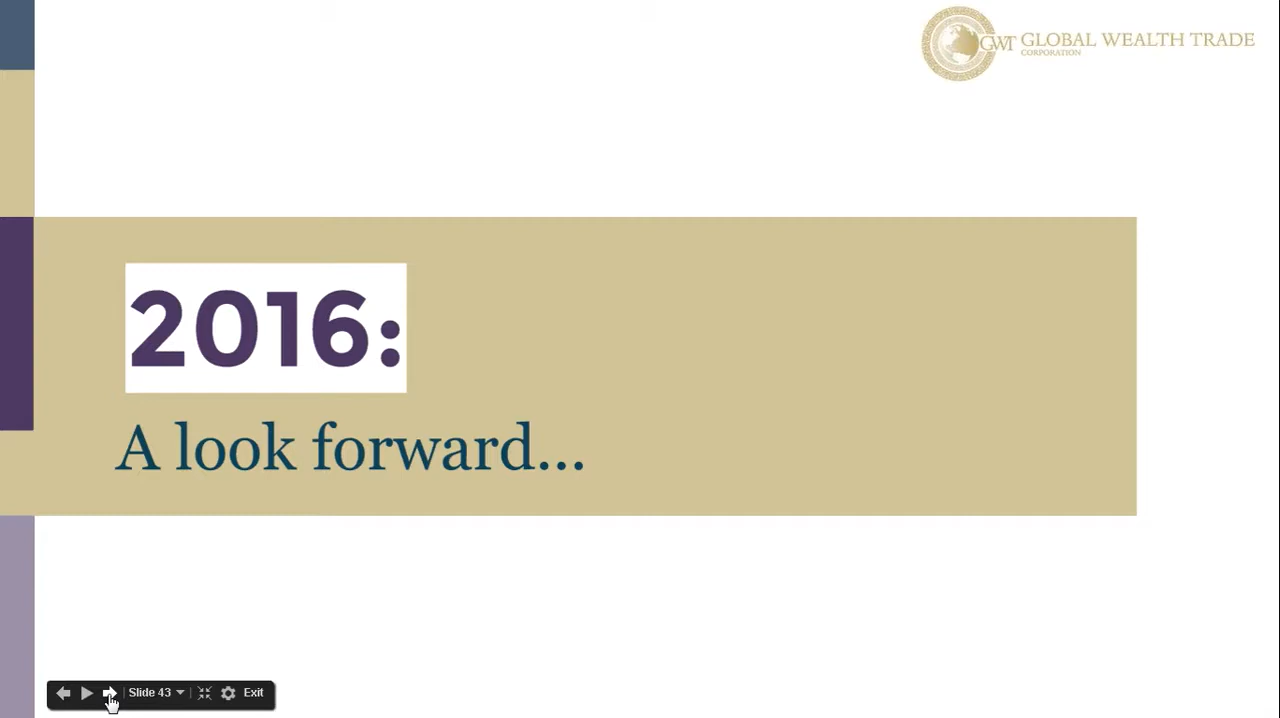 GWT GLOBAL WEALTH TRADE
CORPORATION
2016:
A look forward...
Slide 43
Exit